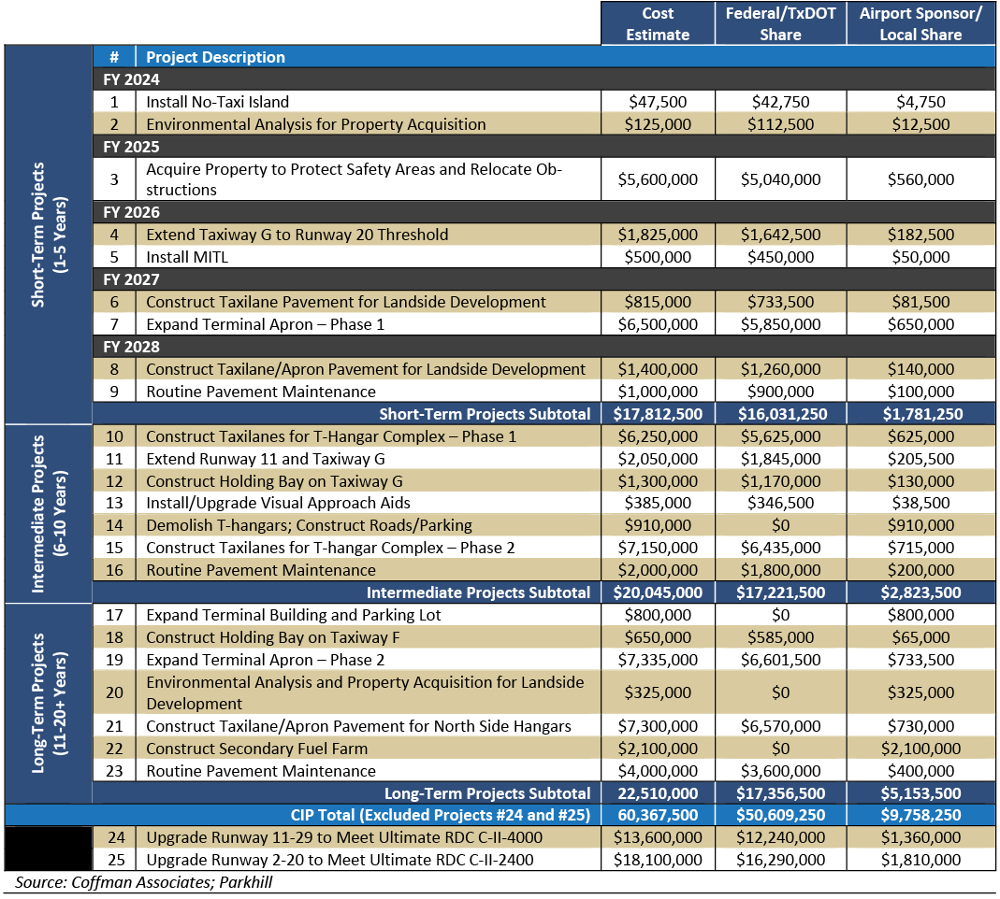 Cost Estimate | Federal/TxDOT Share | Airport Sponsor/ Local Share
# | Project Description
Short-Term Projects (1-5 Years)
FY 2024
1 | Install No-Taxi Island | $47,500 | $42,750 | $4,750
2 | Environmental Analysis for Property Acquisition | $125,000 | $112,500 | $12,500
FY 2025
3 | Acquire Property to Protect Safety Areas and Relocate Ob-
structions | $5,600,000 | $5,040,000 | $560,000
FY 2026
4 | Extend Taxiway G to Runway 20 Threshold | $1,825,000 | $1,642,500 | $182,500
5 | Install MITL | $500,000 | $450,000 | $50,000
FY 2027
6 | Construct Taxilane Pavement for Landside Development | $815,000 | $733,500 | $81,500
7 | Expand Terminal Apron – Phase 1 | $6,500,000 | $5,850,000 | $650,000
FY 2028
8 | Construct Taxilane/Apron Pavement for Landside Development | $1,400,000 | $1,260,000 | $140,000
9 | Routine Pavement Maintenance | $1,000,000 | $900,000 | $100,000
Short-Term Projects Subtotal | $17,812,500 | $16,031,250 | $1,781,250
Intermediate Projects (6-10 Years)
10 | Construct Taxilanes for T-Hangar Complex – Phase 1 | $6,250,000 | $5,625,000 | $625,000
11 | Extend Runway 11 and Taxiway G | $2,050,000 | $1,845,000 | $205,500
12 | Construct Holding Bay on Taxiway G | $1,300,000 | $1,170,000 | $130,000
13 | Install/Upgrade Visual Approach Aids | $385,000 | $346,500 | $38,500
14 | Demolish T-hangars; Construct Roads/Parking | $910,000 | $0 | $910,000
15 | Construct Taxilanes for T-hangar Complex – Phase 2 | $7,150,000 | $6,435,000 | $715,000
16 | Routine Pavement Maintenance | $2,000,000 | $1,800,000 | $200,000
Intermediate Projects Subtotal | $20,045,000 | $17,221,500 | $2,823,500
Long-Term Projects (11-20+ Years)
17 | Expand Terminal Building and Parking Lot | $800,000 | $0 | $800,000
18 | Construct Holding Bay on Taxiway F | $650,000 | $585,000 | $65,000
19 | Expand Terminal Apron – Phase 2 | $7,335,000 | $6,601,500 | $733,500
20 | Environmental Analysis and Property Acquisition for Landside
Development | $325,000 | $0 | $325,000
21 | Construct Taxilane/Apron Pavement for North Side Hangars | $7,300,000 | $6,570,000 | $730,000
22 | Construct Secondary Fuel Farm | $2,100,000 | $0 | $2,100,000
23 | Routine Pavement Maintenance | $4,000,000 | $3,600,000 | $400,000
Long-Term Projects Subtotal | 22,510,000 | $17,356,500 | $5,153,500
CIP Total (Excluded Projects #24 and #25) | 60,367,500 | $50,609,250 | $9,758,250
24 | Upgrade Runway 11-29 to Meet Ultimate RDC C-II-4000 | $13,600,000 | $12,240,000 | $1,360,000
25 | Upgrade Runway 2-20 to Meet Ultimate RDC C-II-2400 | $18,100,000 | $16,290,000 | $1,810,000
Source: Coffman Associates; Parkhill